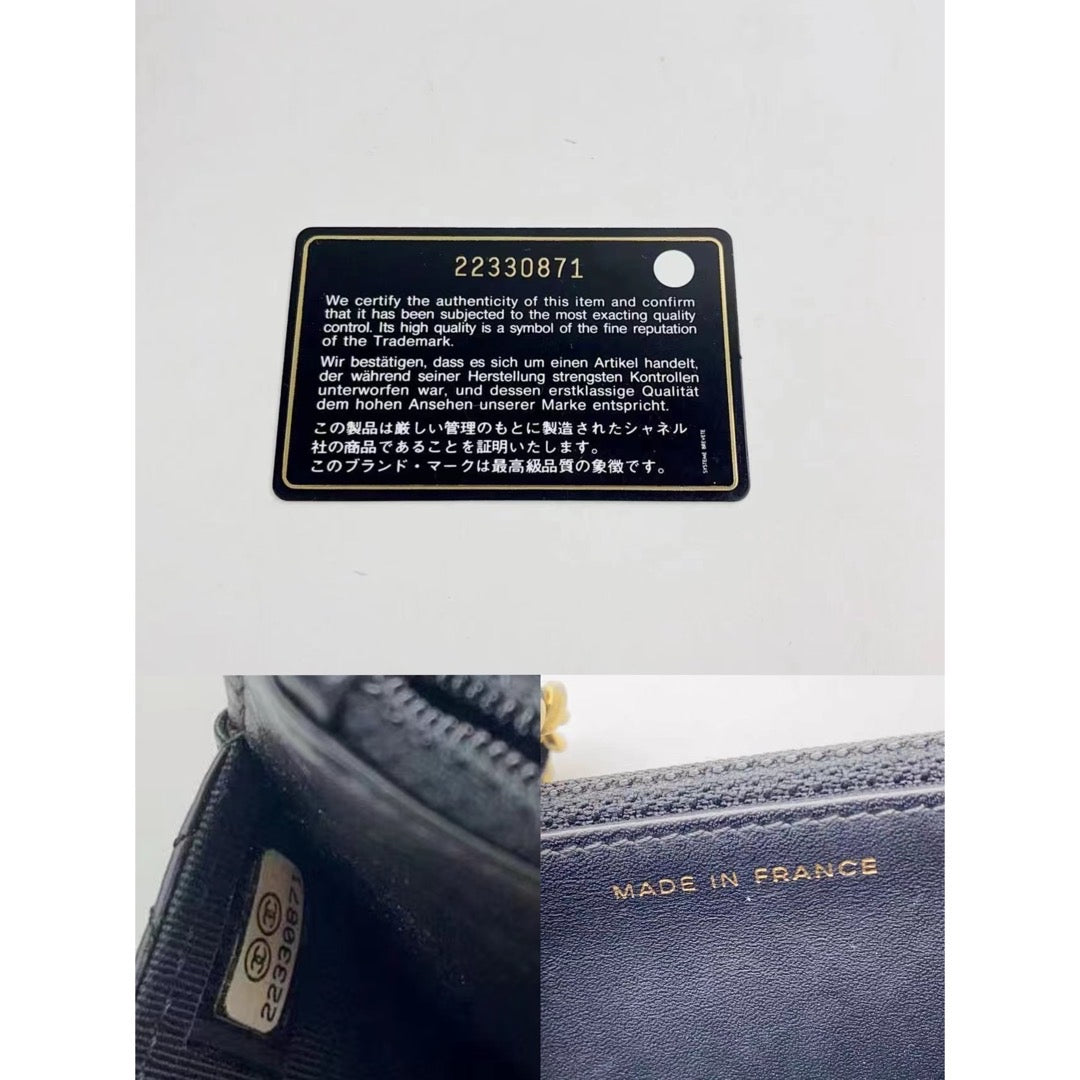 22330871
We certify the authenticity of this item and confirm
that it has been subjected to the most exacting quality
control. Its high quality is a symbol of the fine reputation
of the Trademark.
Wir bestätigen, dass es sich um einen Artikel handelt,
der während seiner Herstellung strengsten Kontrollen
unterworfen war, und dessen erstklassige Qualität
dem hohen Ansehen unserer Marke entspricht.
この製品は厳しい管理のもとに製造されたシャネル
社の商品であることを証明いたします。
このブランド・マークは最高級品質の象徴です。
SYSTEME BREVETE
22330871
MADE IN FRANCE